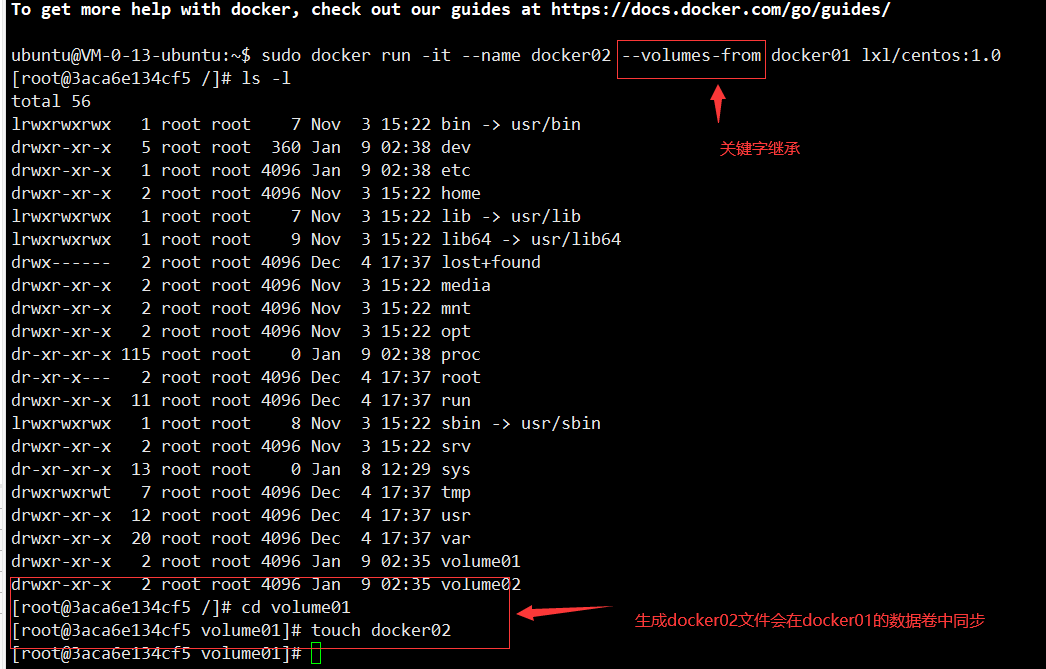 To get more help with docker, check out our guides at https://docs.docker.com/go/guides/
ubuntu@VM-0-13-ubuntu:~$ sudo docker run -it --name docker02 --volumes-from docker01 lxl/centos:1.0
[root@3aca6e134cf5 /]# ls -l
total 56
lrwxrwxrwx   1 root root    7 Nov  3 15:22 bin -> usr/bin
drwxr-xr-x   5 root root  360 Jan  9 02:38 dev
关键字继承
drwxr-xr-x   1 root root 4096 Jan  9 02:38 etc
drwxr-xr-x   2 root root 4096 Nov  3 15:22 home
lrwxrwxrwx   1 root root    7 Nov  3 15:22 lib -> usr/lib
lrwxrwxrwx   1 root root    9 Nov  3 15:22 lib64 -> usr/lib64
drwx------   2 root root 4096 Dec  4 17:37 lost+found
drwxr-xr-x   2 root root 4096 Nov  3 15:22 media
drwxr-xr-x   2 root root 4096 Nov  3 15:22 mnt
drwxr-xr-x   2 root root 4096 Nov  3 15:22 opt
dr-xr-xr-x 115 root root    0 Jan  9 02:38 proc
dr-xr-x---   2 root root 4096 Dec  4 17:37 root
drwxr-xr-x  11 root root 4096 Dec  4 17:37 run
lrwxrwxrwx   1 root root    8 Nov  3 15:22 sbin -> usr/sbin
drwxr-xr-x   2 root root 4096 Nov  3 15:22 srv
dr-xr-xr-x  13 root root    0 Jan  8 12:29 sys
drwxrwxrwt   7 root root 4096 Dec  4 17:37 tmp
drwxr-xr-x  12 root root 4096 Dec  4 17:37 usr
drwxr-xr-x  20 root root 4096 Dec  4 17:37 var
drwxr-xr-x   2 root root 4096 Jan  9 02:35 volume01
drwxr-xr-x   2 root root 4096 Jan  9 02:35 volume02
[root@3aca6e134cf5 /]# cd volume01
[root@3aca6e134cf5 volume01]# touch docker02
生成docker02文件会在docker01的数据卷中同步
[root@3aca6e134cf5 volume01]#